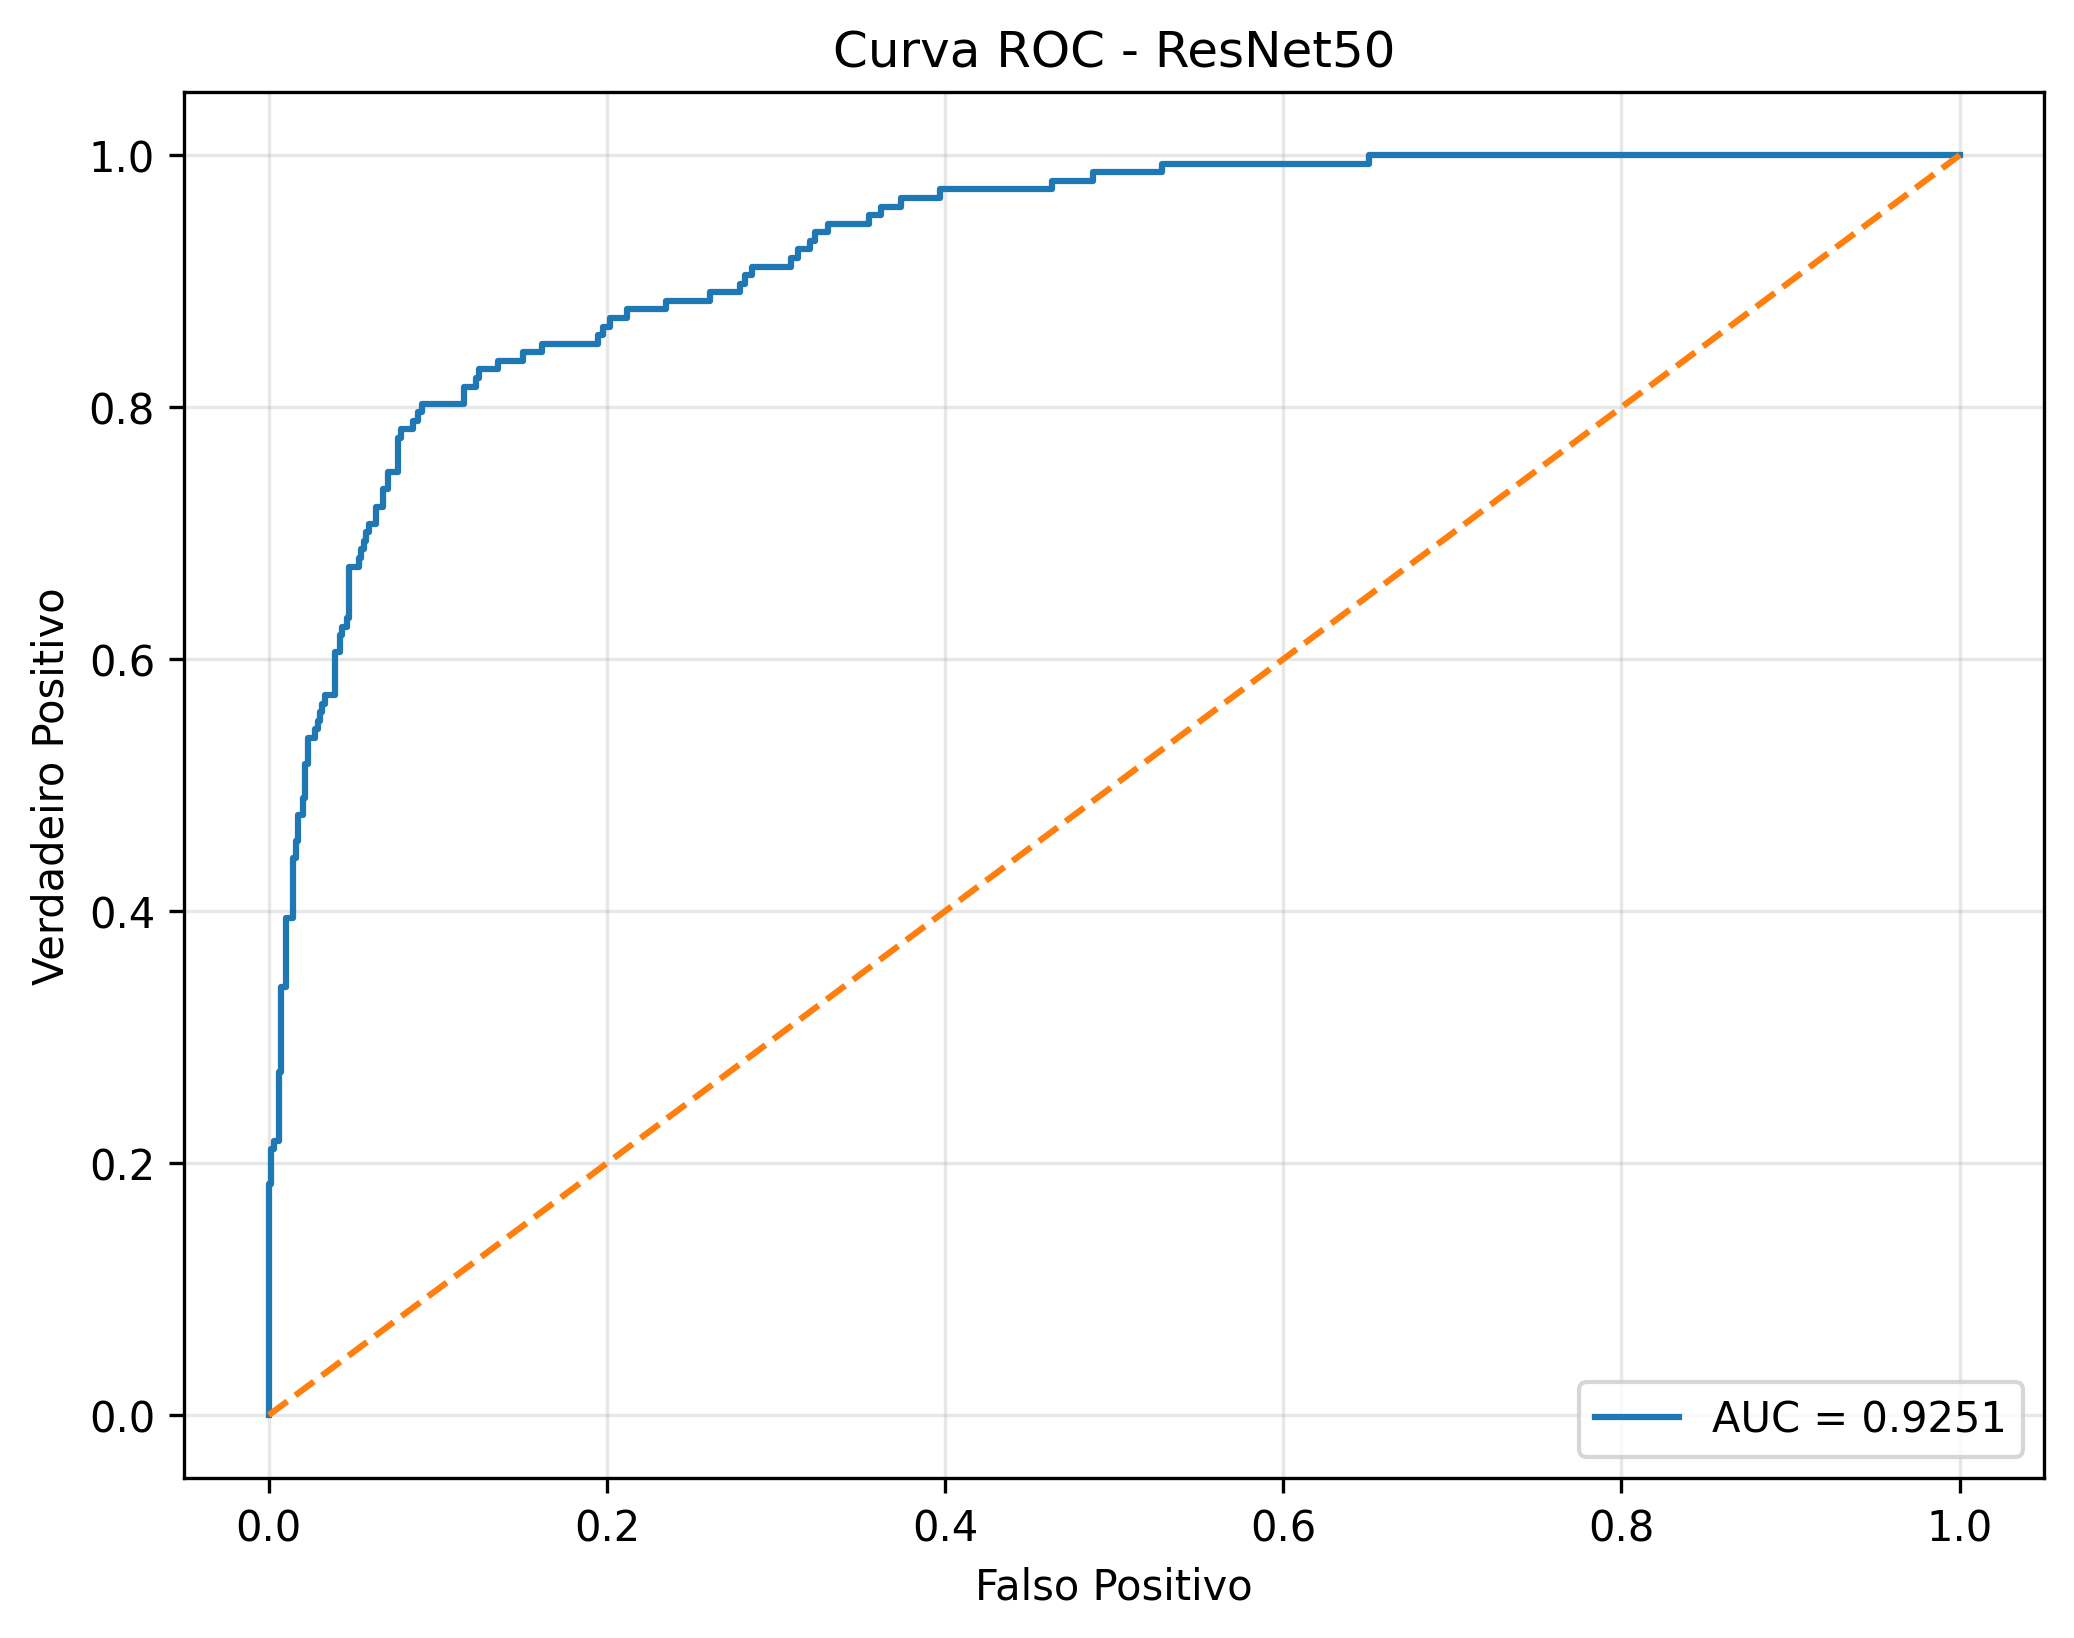 Curva ROC - ResNet50
1.0
0.8
0.6
0.4
0.2
0.0
Verdadeiro Positivo
AUC = 0.9251
0.0 0.2 0.4 0.6 0.8 1.0
Falso Positivo